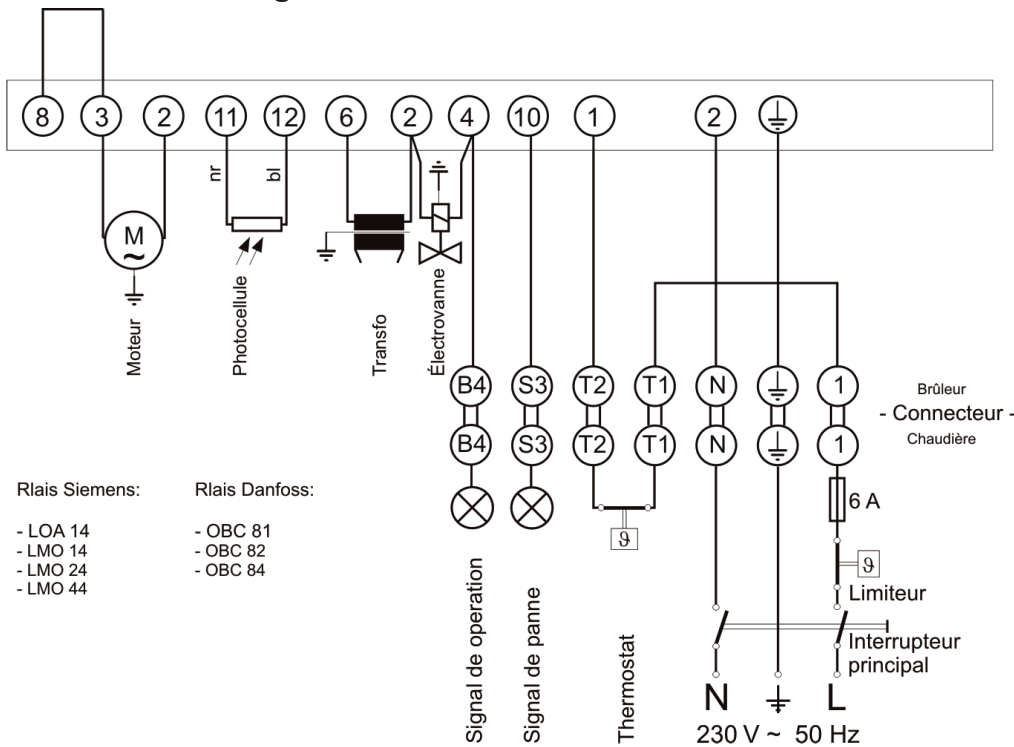 8 3 2 11 12 6 2 4 10 1 2
nr
bl
M
~
Moteur
Photocellule
Transfo
Électrovanne
B4 S3 T2 T1 N 1
B4 S3 T2 T1 N 1
Brûleur
- Connecteur -
Chaudière
Rlais Siemens:
- LOA 14
- LMO 14
- LMO 24
- LMO 44
Rlais Danfoss:
- OBC 81
- OBC 82
- OBC 84
6 A
ϑ
ϑ
Limiteur
Interrupteur
principal
Signal de operation
Signal de panne
Thermostat
N L
230 V ~ 50 Hz